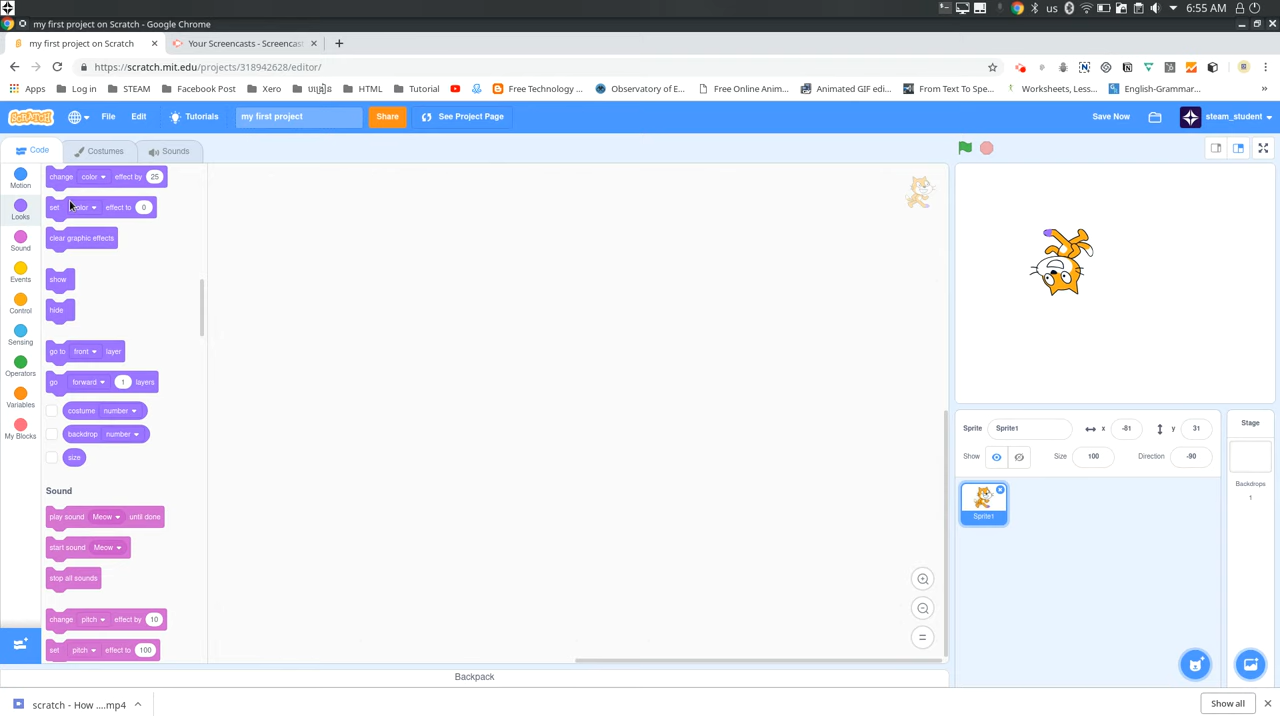 us 6:55 AM
my first project on Scratch - Google Chrome
my first project on Scratch Your Screencasts - Screencast
https://scratch.mit.edu/projects/318942628/editor/
Apps Log in STEAM Facebook Post Xero HTML Tutorial Free Technology ... Observatory of E... Free Online Anim... Animated GIF edi... From Text To Spe... Worksheets, Less... English-Grammar...
SCRATCH File Edit Tutorials my first project Share See Project Page Save Now steam_student
Code Costumes Sounds
Motion
Looks
Sound
Events
Control
Sensing
Operators
Variables
My Blocks
change color effect by 25
set color effect to 0
clear graphic effects
show
hide
go to front layer
go forward 1 layers
costume number
backdrop number
size
Sound
play sound Meow until done
start sound Meow
stop all sounds
change pitch effect by 10
set pitch effect to 100
Sprite Sprite1 x -81 y 31
Show Size 100 Direction -90
Sprite1
Stage
Backdrops
1
Backpack
scratch - How ....mp4 Show all